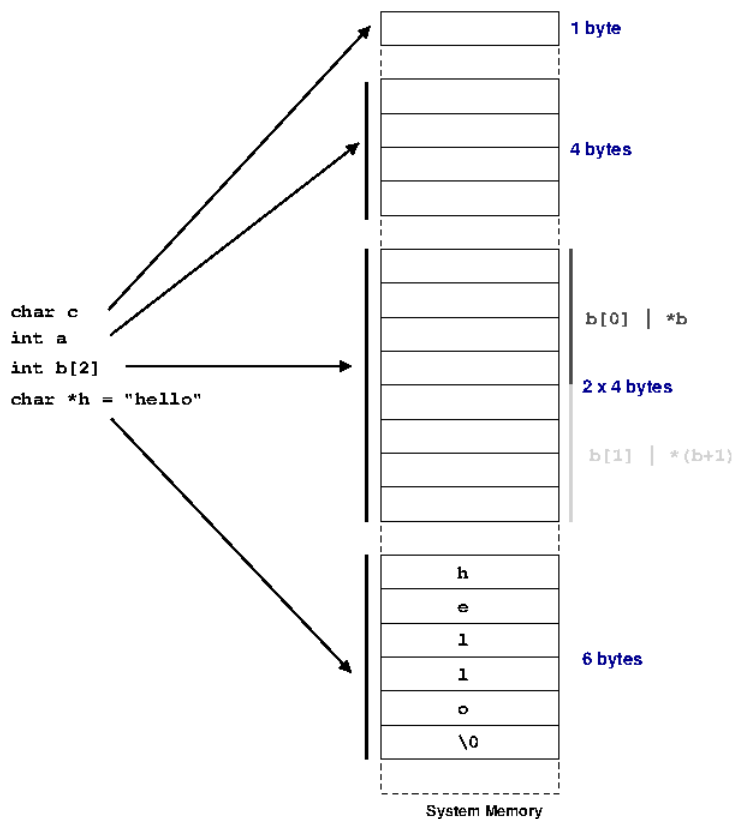 char c
int a
int b[2]
char *h = "hello"
1 byte
4 bytes
b[0] | *b
2 x 4 bytes
b[1] | *(b+1)
h
e
l
l
o
\0
6 bytes
System Memory